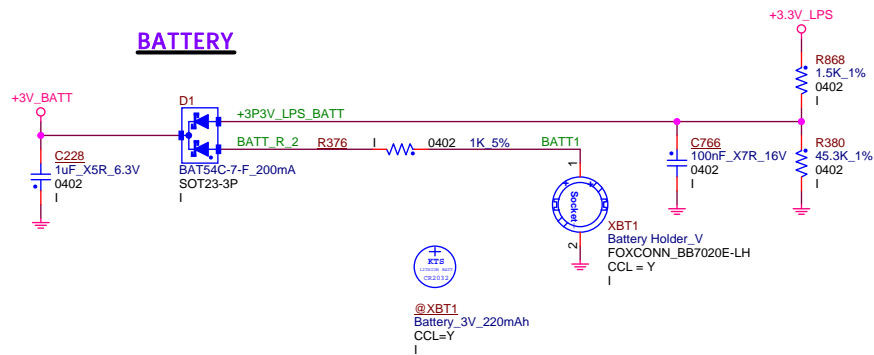 BATTERY
+3.3V_LPS
R868
1.5K_1%
0402
I
+3V_BATT
D1
+3P3V_LPS_BATT
BATT_R_2
R376
I
0402
1K_5%
BATT1
C228
1uF_X5R_6.3V
0402
I
BAT54C-7-F_200mA
SOT23-3P
I
C766
100nF_X7R_16V
0402
I
R380
45.3K_1%
0402
I
1
Socket
2
XBT1
Battery Holder_V
FOXCONN_BB7020E-LH
CCL = Y
I
KTS
LITHIUM BATT
CR2032
@XBT1
Battery_3V_220mAh
CCL=Y
I